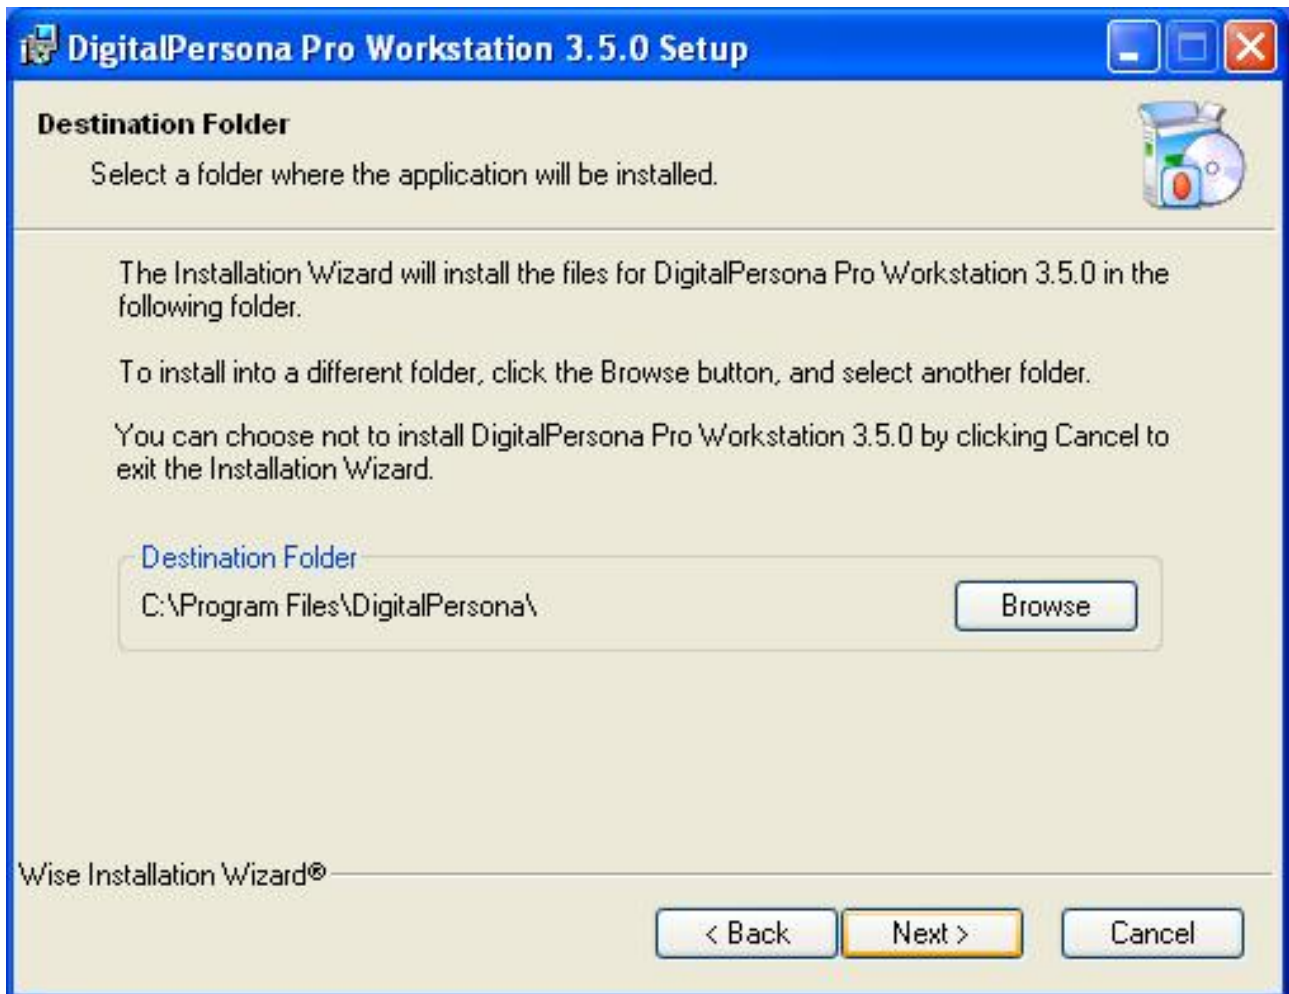 DigitalPersona Pro Workstation 3.5.0 Setup
Destination Folder
Select a folder where the application will be installed.
The Installation Wizard will install the files for DigitalPersona Pro Workstation 3.5.0 in the
following folder.
To install into a different folder, click the Browse button, and select another folder.
You can choose not to install DigitalPersona Pro Workstation 3.5.0 by clicking Cancel to
exit the Installation Wizard.
Destination Folder
C:\Program Files\DigitalPersona\
Browse
Wise Installation Wizard®
< Back
Next >
Cancel